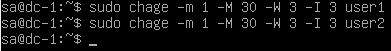 sa@dc-1:~$ sudo chage -m 1 -M 30 -W 3 -I 3 user1
sa@dc-1:~$ sudo chage -m 1 -M 30 -W 3 -I 3 user2
sa@dc-1:~$ _